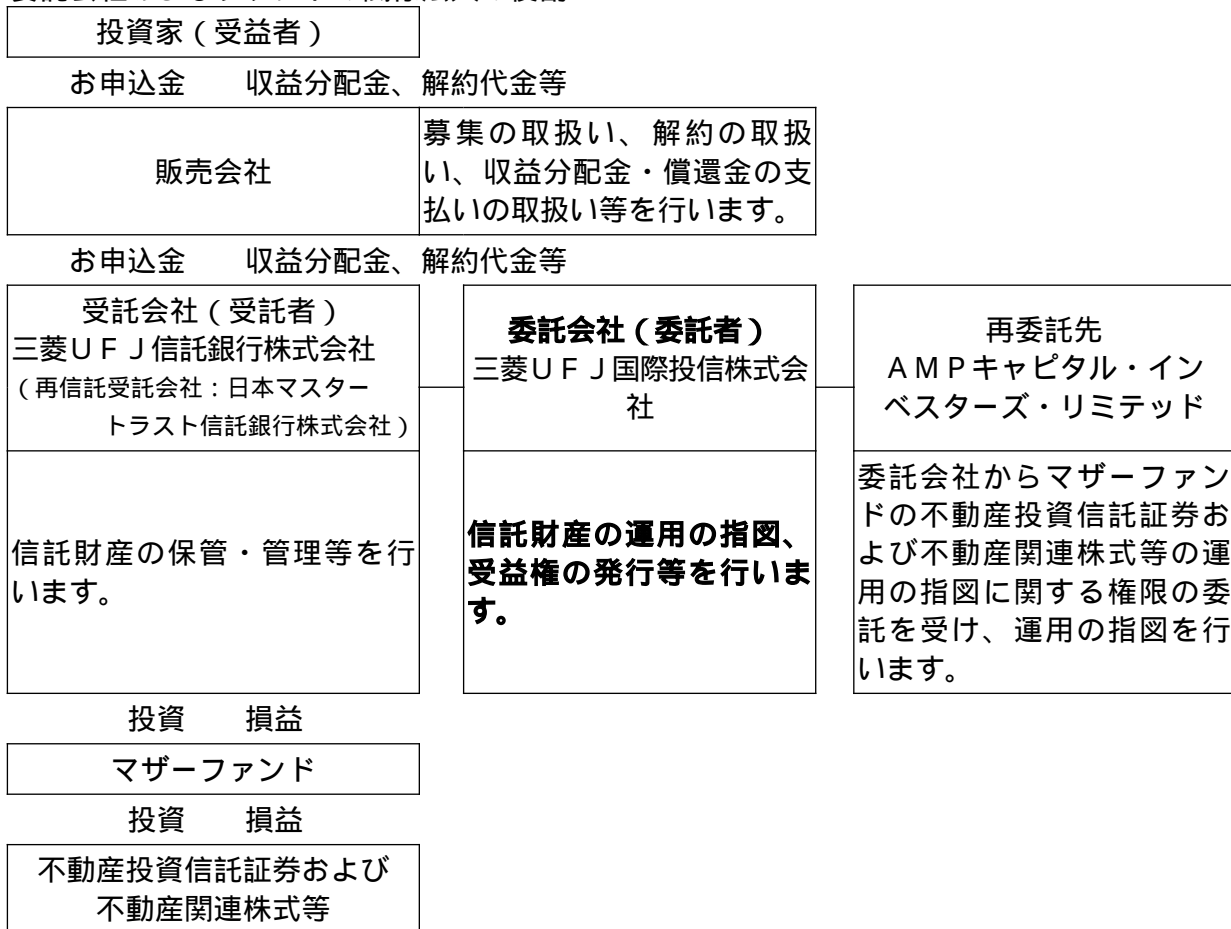 投資家（受益者）
お申込金　　収益分配金、解約代金等
販売会社
募集の取扱い、解約の取扱
い、収益分配金・償還金の支
払いの取扱い等を行います。
お申込金　　収益分配金、解約代金等
受託会社（受託者）
三菱ＵＦＪ信託銀行株式会社
（再信託受託会社：日本マスター
トラスト信託銀行株式会社）
委託会社（委託者）
三菱ＵＦＪ国際投信株式会
社
再委託先
ＡＭＰキャピタル・イン
ベスターズ・リミテッド
信託財産の保管・管理等を行
います。
信託財産の運用の指図、
受益権の発行等を行いま
す。
委託会社からマザーファン
ドの不動産投資信託証券お
よび不動産関連株式等の運
用の指図に関する権限の委
託を受け、運用の指図を行
います。
投資　　損益
マザーファンド
投資　　損益
不動産投資信託証券および
不動産関連株式等